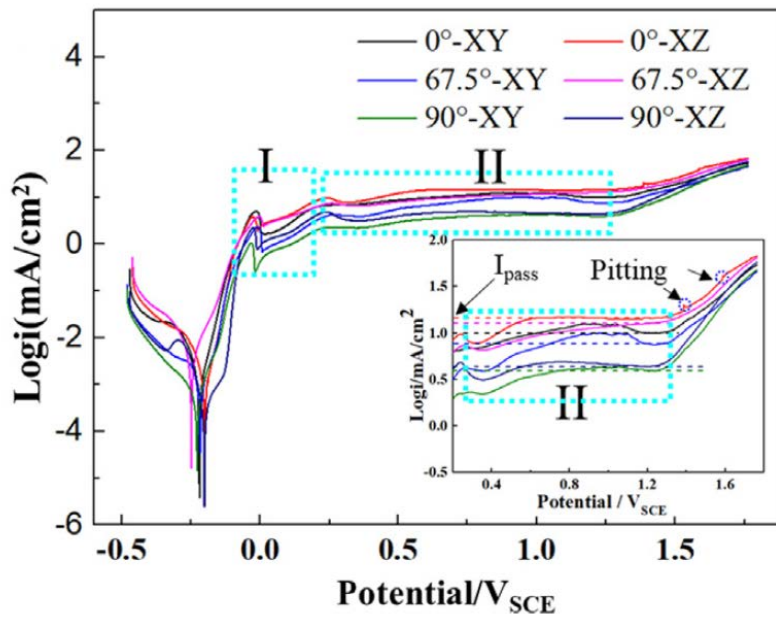 0°-XY 0°-XZ
67.5°-XY 67.5°-XZ
90°-XY 90°-XZ
I
II
4
2
0
-2
-4
-6
Logi(mA/cm²)
-0.5 0.0 0.5 1.0 1.5
Potential/V_SCE
I_pass
Pitting
II
2.0
1.5
1.0
0.5
0.0
-0.5
Logi/mA/cm²
0.4 0.8 1.2 1.6
Potential / V_SCE